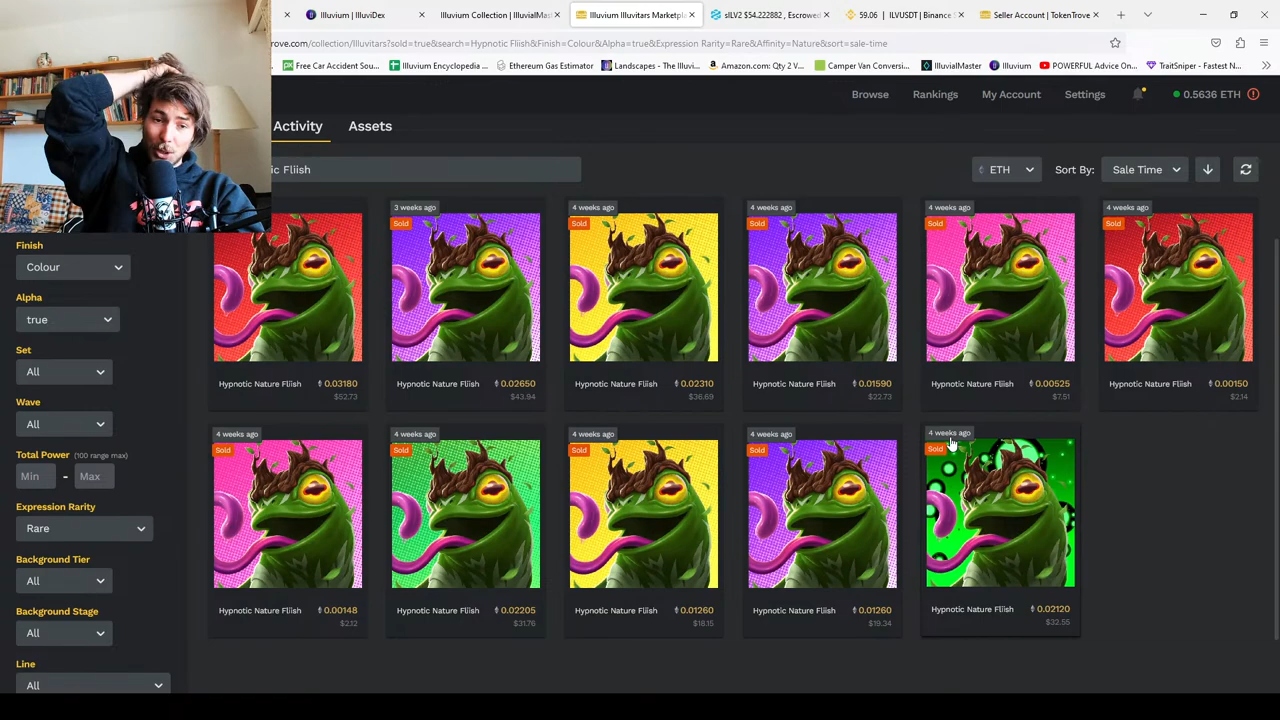 Illuvium | IlluviDex
Illuvium Collection | IlluvialMast
Illuvium Illuvitars Marketpla
sILV2 $54.222882 , Escrowed
59.06 | ILVUSDT | Binance
Seller Account | TokenTrove
rove.com/collection/Illuvitars?sold=true&search=Hypnotic Fliish&Finish=Colour&Alpha=true&Expression Rarity=Rare&Affinity=Nature&sort=sale-time
Free Car Accident Sou...
Illuvium Encyclopedia ...
Ethereum Gas Estimator
Landscapes - The Illuvi...
Amazon.com: Qty 2 V...
Camper Van Conversi...
IlluvialMaster
Illuvium
POWERFUL Advice On...
TraitSniper - Fastest N...
Browse
Rankings
My Account
Settings
0.5636 ETH
Activity
Assets
ic Fliish
ETH
Sort By:
Sale Time
Finish
Colour
Alpha
true
Set
All
Wave
All
Total Power (100 range max)
Min - Max
Expression Rarity
Rare
Background Tier
All
Background Stage
All
Line
All
3 weeks ago
4 weeks ago
4 weeks ago
4 weeks ago
4 weeks ago
Sold
Sold
Sold
Sold
Sold
Hypnotic Nature Fliish 0.03180
$52.73
Hypnotic Nature Fliish 0.02650
$43.94
Hypnotic Nature Fliish 0.02310
$36.69
Hypnotic Nature Fliish 0.01590
$22.73
Hypnotic Nature Fliish 0.00525
$7.51
Hypnotic Nature Fliish 0.00150
$2.14
4 weeks ago
4 weeks ago
4 weeks ago
4 weeks ago
4 weeks ago
Sold
Sold
Sold
Sold
Sold
Hypnotic Nature Fliish 0.00148
$2.12
Hypnotic Nature Fliish 0.02205
$31.76
Hypnotic Nature Fliish 0.01260
$18.15
Hypnotic Nature Fliish 0.01260
$19.34
Hypnotic Nature Fliish 0.02120
$32.55